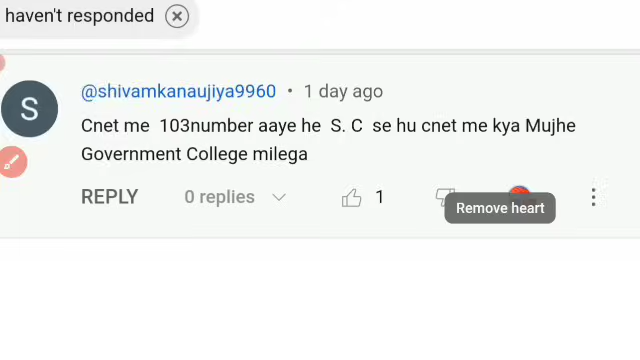 haven't responded
S
@shivamkanaujiya9960 • 1 day ago
Cnet me 103number aaye he S. C se hu cnet me kya Mujhe
Government College milega
REPLY 0 replies 1
Remove heart